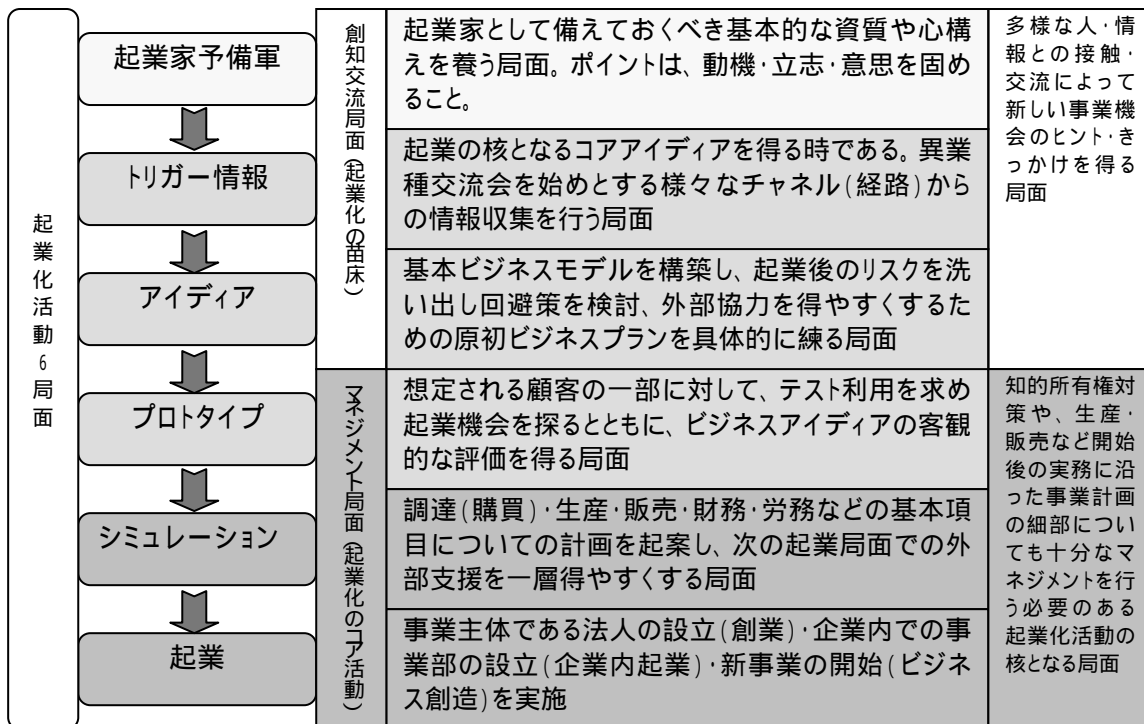 起業化活動6局面
起業家予備軍
トリガー情報
アイディア
プロトタイプ
シミュレーション
起業
創知交流局面(起業化の苗床)
マネジメント局面(起業化のコア活動)
起業家として備えておくべき基本的な資質や心構
えを養う局面。ポイントは、動機・立志・意思を固め
ること。
起業の核となるコアアイディアを得る時である。異業
種交流会を始めとする様々なチャネル(経路)から
の情報収集を行う局面
基本ビジネスモデルを構築し、起業後のリスクを洗
い出し回避策を検討、外部協力を得やすくするた
めの原初ビジネスプランを具体的に練る局面
想定される顧客の一部に対して、テスト利用を求め
起業機会を探るとともに、ビジネスアイディアの客観
的な評価を得る局面
調達(購買)・生産・販売・財務・労務などの基本項
目についての計画を起案し、次の起業局面での外
部支援を一層得やすくする局面
事業主体である法人の設立(創業)・企業内での事
業部の設立(企業内起業)・新事業の開始(ビジネ
ス創造)を実施
多様な人・情
報との接触・
交流によって
新しい事業機
会のヒント・き
っかけを得る
局面
知的所有権対
策や、生産・
販売など開始
後の実務に沿
った事業計画
の細部につい
ても十分なマ
ネジメントを行
う必要のある
起業化活動の
核となる局面